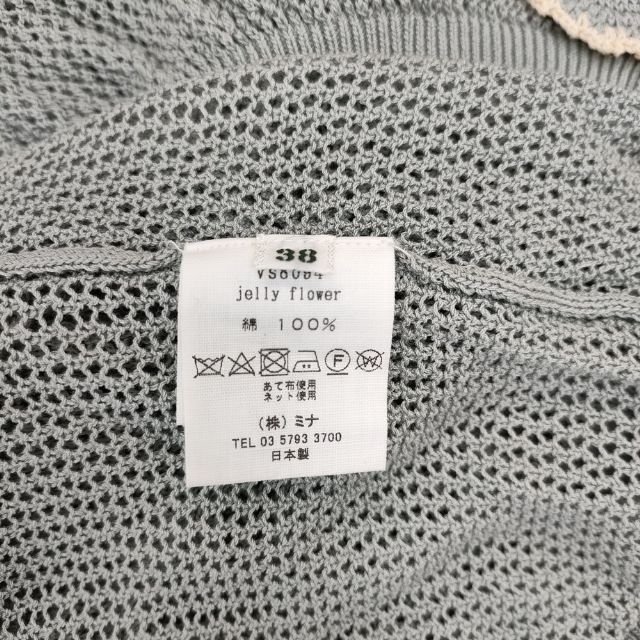 38
VS8084
jelly flower
綿 100%
F W
あて布使用
ネット使用
(株) ミナ
TEL 03 5793 3700
日本製